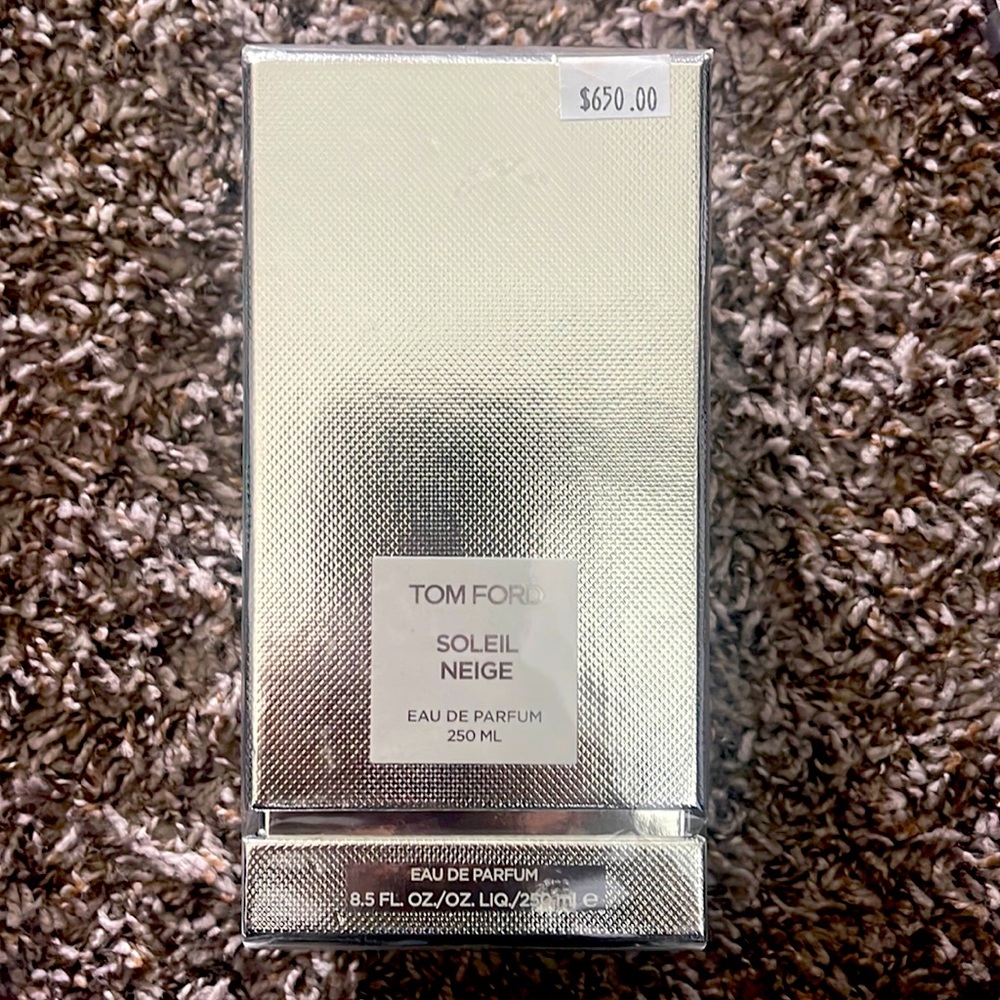 $650.00
TOM FORD
SOLEIL
NEIGE
EAU DE PARFUM
250 ML
EAU DE PARFUM
8.5 FL. OZ./OZ. LIQ./250 ml e